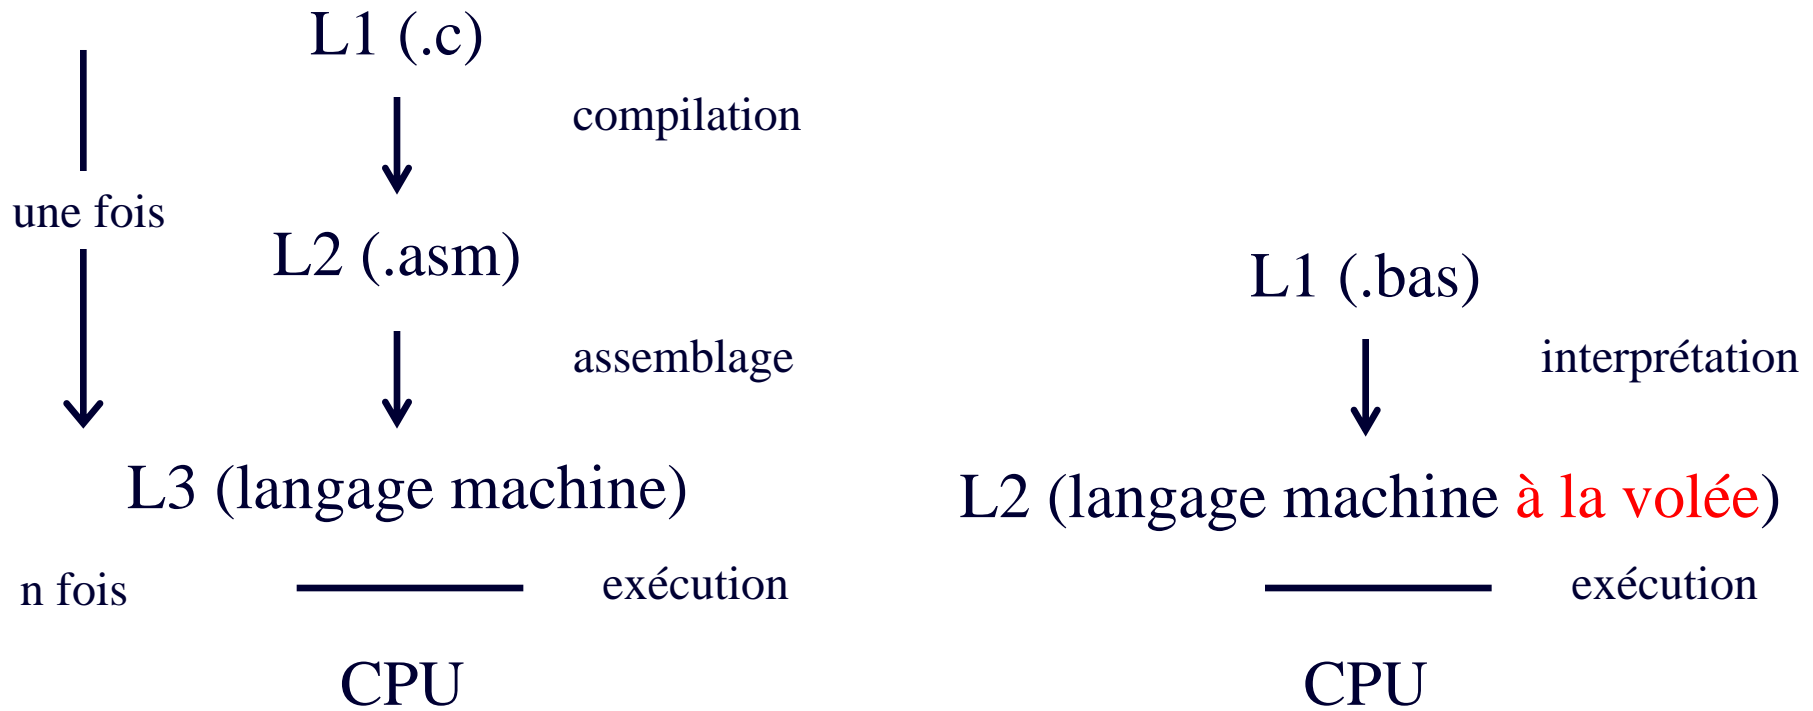 L1 (.c)
compilation
une fois
L2 (.asm)
assemblage
L3 (langage machine)
n fois
exécution
CPU
L1 (.bas)
interprétation
L2 (langage machine à la volée)
exécution
CPU